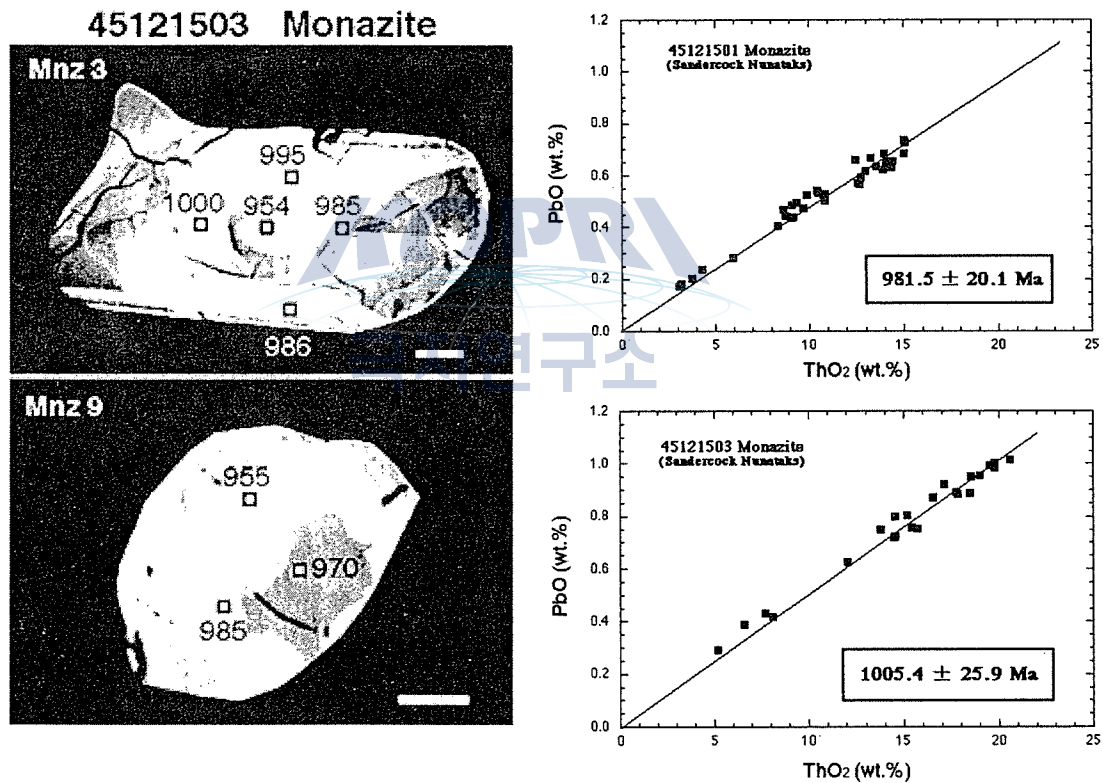 45121503 Monazite
Mnz 3
995
1000
954
985
986
Mnz 9
955
970
985
1.2
1.0
0.8
0.6
0.4
0.2
0.0
PbO (wt.%)
45121501 Monazite
(Sandercock Nunataks)
981.5 ± 20.1 Ma
0
5
10
15
20
25
ThO₂ (wt.%)
1.2
1.0
0.8
0.6
0.4
0.2
0.0
PbO (wt.%)
45121503 Monazite
(Sandercock Nunataks)
1005.4 ± 25.9 Ma
0
5
10
15
20
25
ThO₂ (wt.%)
KOPRI
극지연구소